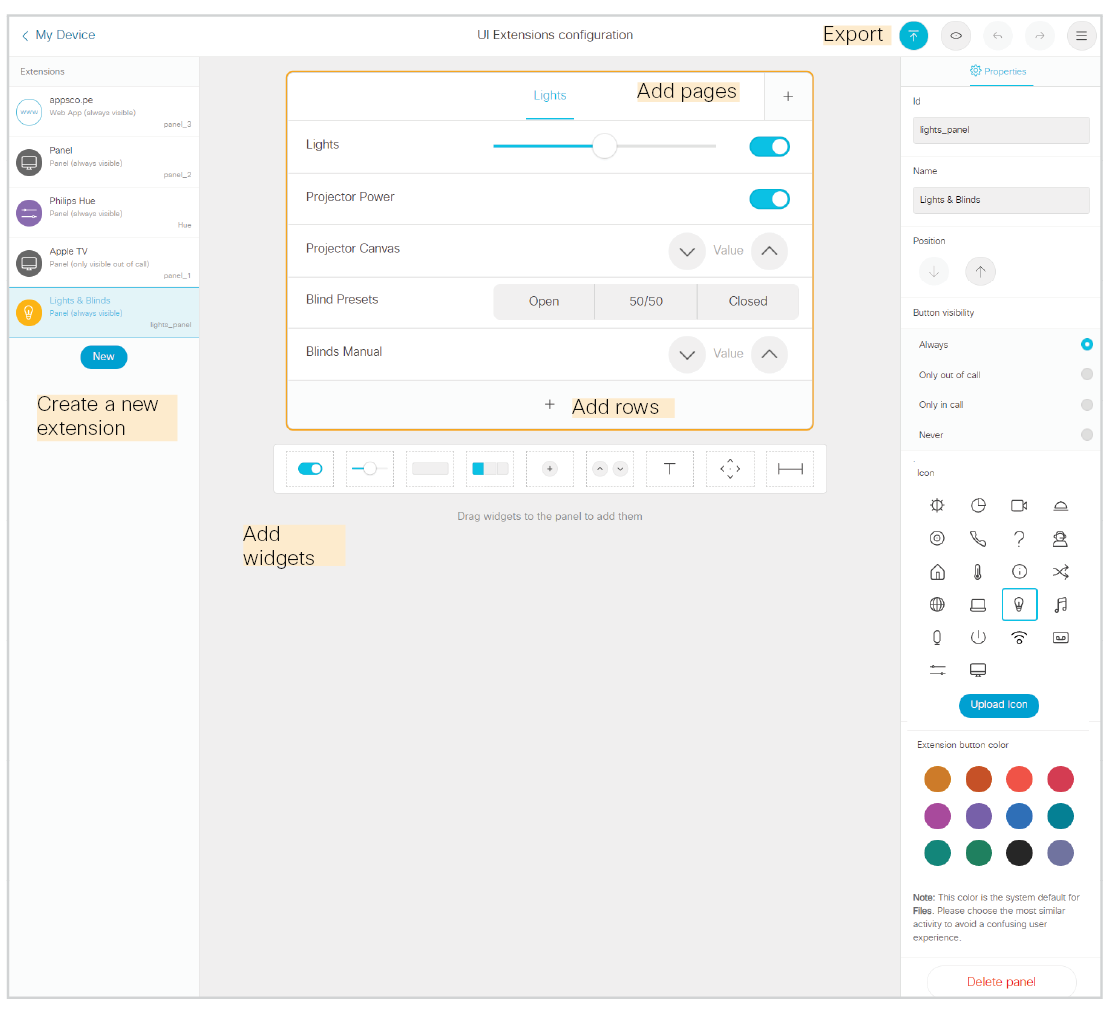 My Device
UI Extensions configuration
Export
Extensions
appsco.pe
www
Web App (always visible)
panel_3
Panel
Panel (always visible)
panel_2
Philips Hue
Panel (always visible)
Hue
Apple TV
Panel (only visible out of call)
panel_1
Lights & Blinds
Panel (always visible)
lights_panel
New
Create a new
extension
Lights
Add pages
+
Lights
Projector Power
Projector Canvas
Value
Blind Presets
Open
50/50
Closed
Blinds Manual
Value
+ Add rows
Drag widgets to the panel to add them
Add
widgets
Properties
Id
lights_panel
Name
Lights & Blinds
Position
Button visibility
Always
Only out of call
Only in call
Never
Icon
Upload Icon
Extension button color
Note: This color is the system default for
Files. Please choose the most similar
activity to avoid a confusing user
experience.
Delete panel